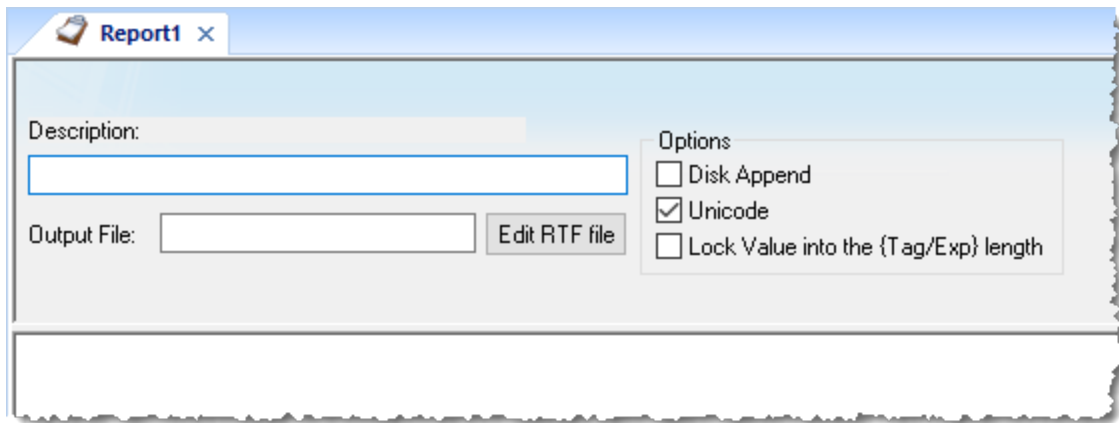 Report1
Description:
Options
Disk Append
Unicode
Output File:
Edit RTF file
Lock Value into the {Tag/Exp} length